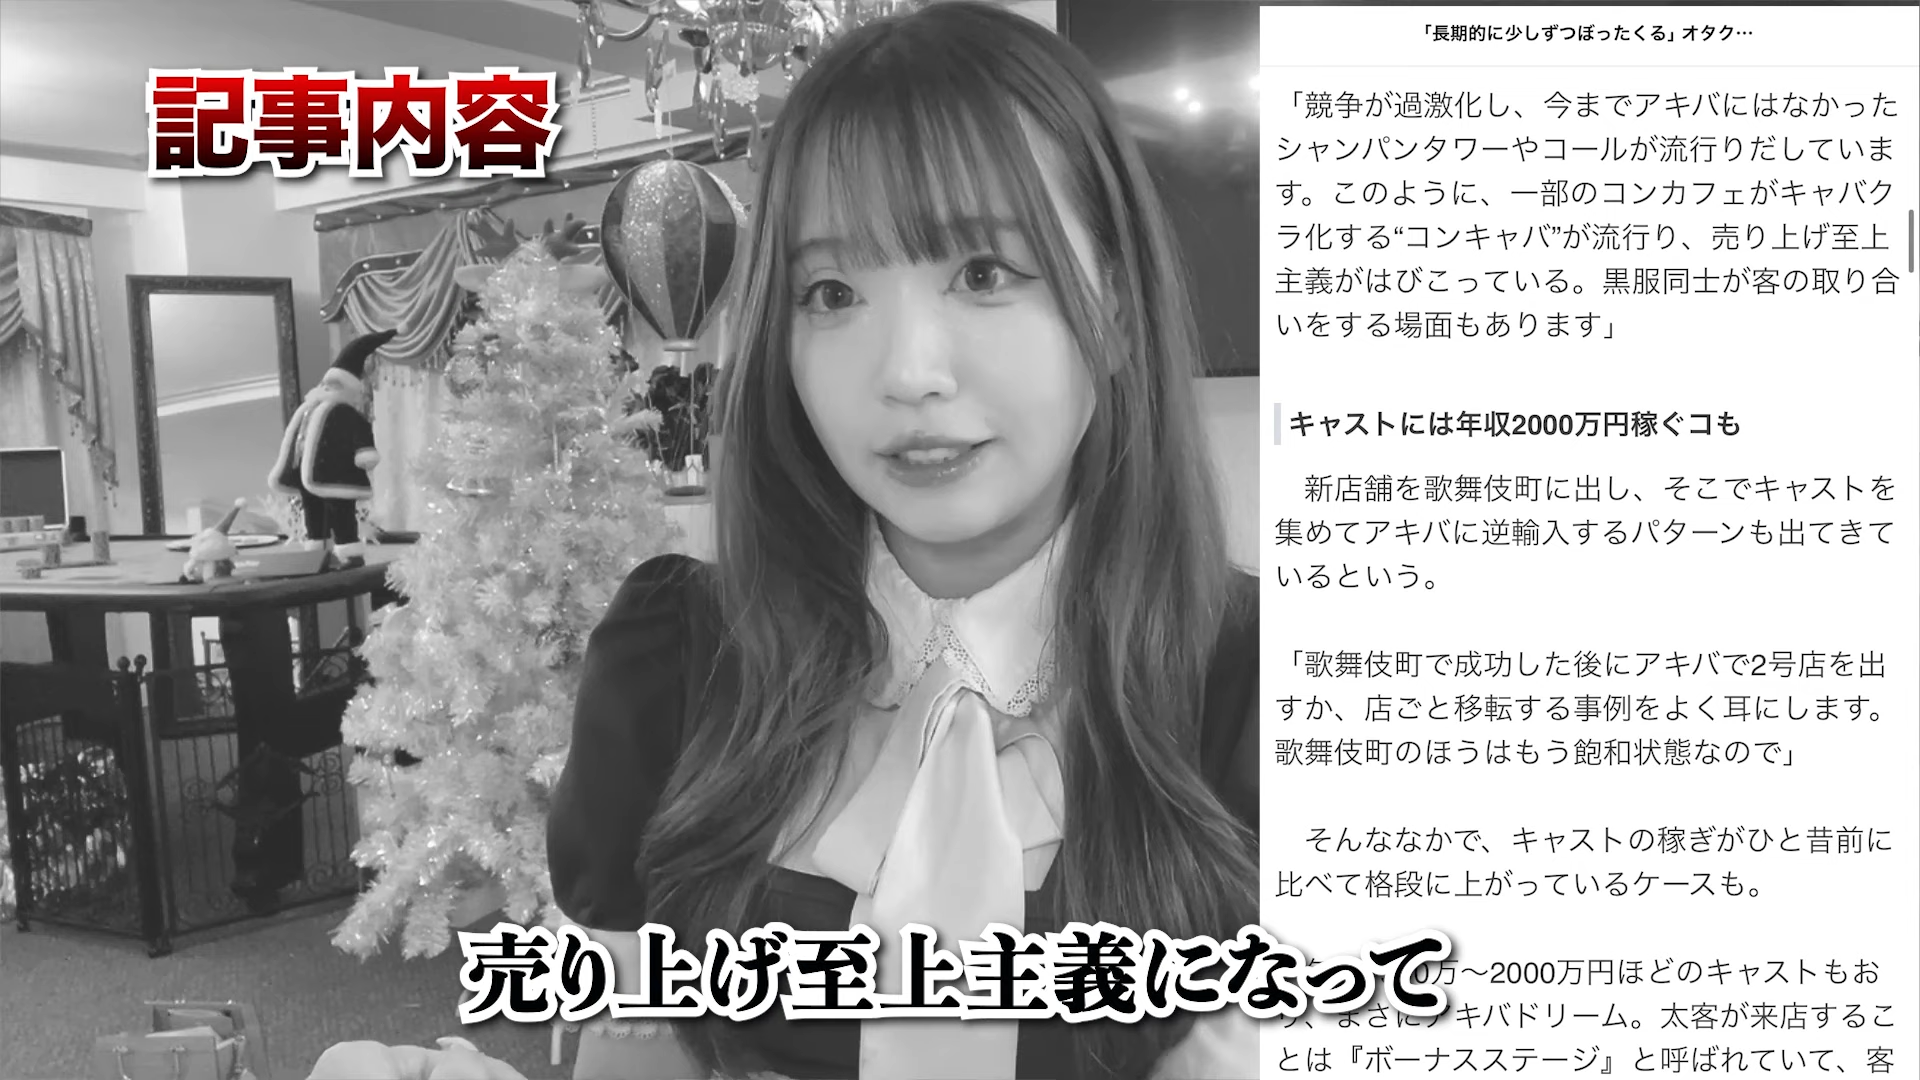 記事内容
「長期的に少しずつぼったくる」オタク…
「競争が過激化し、今までアキバにはなかった
シャンパンタワーやコールが流行りだしていま
す。このように、一部のコンカフェがキャバク
ラ化する“コンキャバ”が流行り、売り上げ至上
主義がはびこっている。黒服同士が客の取り合
いをする場面もあります」
キャストには年収2000万円稼ぐコも
新店舗を歌舞伎町に出し、そこでキャストを
集めてアキバに逆輸入するパターンも出てきて
いるという。
「歌舞伎町で成功した後にアキバで2号店を出
すか、店ごと移転する事例をよく耳にします。
歌舞伎町のほうはもう飽和状態なので」
そんななかで、キャストの稼ぎがひと昔前に
比べて格段に上がっているケースも。
0万〜2000万円ほどのキャストもお
り、まさにアキバドリーム。太客が来店するこ
とは『ボーナスステージ』と呼ばれていて、客
売り上げ至上主義になって